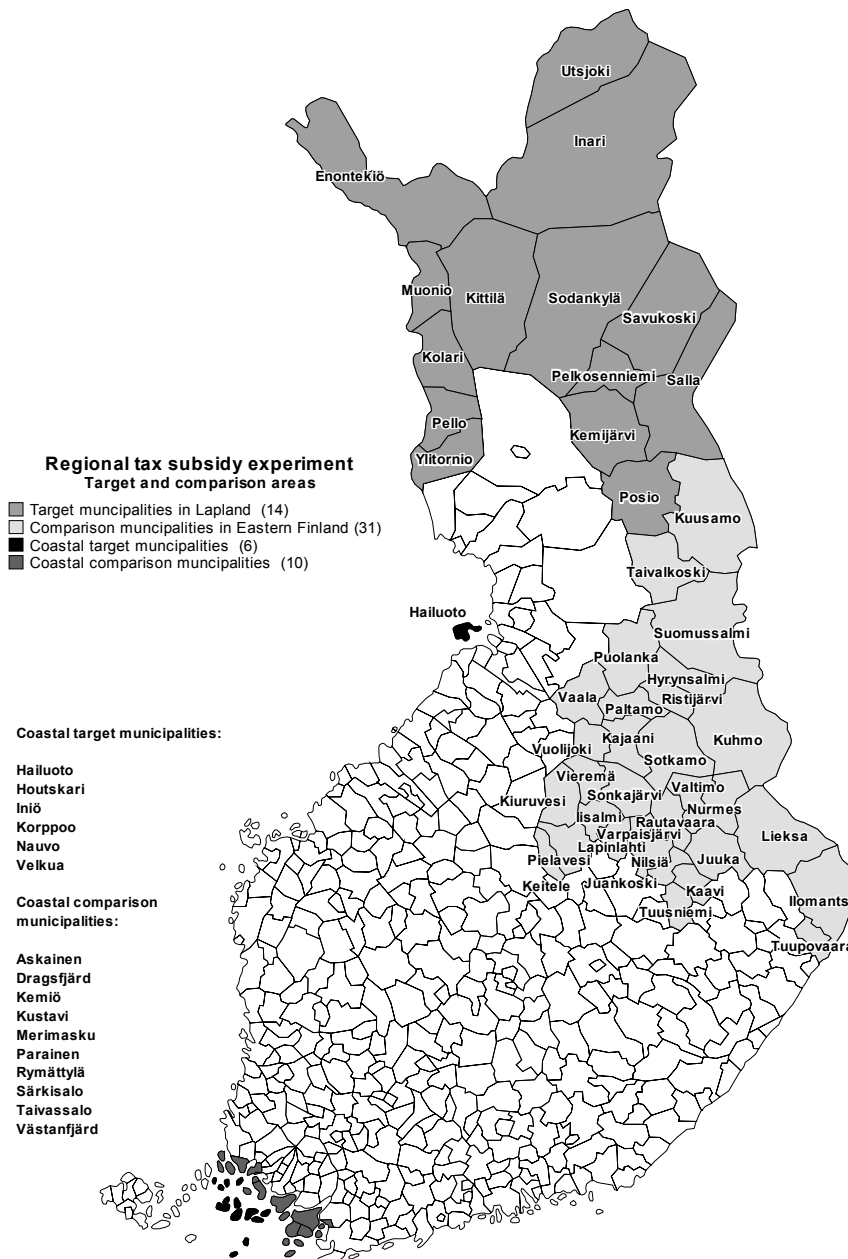 Utsjoki
Inari
Enontekiö
Muonio
Kittilä
Sodankylä
Savukoski
Kolari
Pelkosenniemi
Salla
Pello
Kemijärvi
Ylitornio
Regional tax subsidy experiment
Target and comparison areas
Target muncipalities in Lapland (14)
Comparison muncipalities in Eastern Finland (31)
Coastal target muncipalities (6)
Coastal comparison muncipalities (10)
Posio
Kuusamo
Taivalkoski
Hailuoto
Suomussalmi
Puolanka
Hyrynsalmi
Ristijärvi
Vaala
Paltamo
Kajaani
Kuhmo
Vuolijoki
Sotkamo
Vieremä
Valtimo
Kiuruvesi
Sonkajärvi
Nurmes
Iisalmi
Rautavaara
Varpaisjärvi
Lieksa
Lapinlahti
Pielavesi
Nilsiä
Juuka
Keitele
Juankoski
Kaavi
Ilomants
Tuusniemi
Tuupovaara
Coastal target municipalities:
Hailuoto
Houtskari
Iniö
Korppoo
Nauvo
Velkua
Coastal comparison
municipalities:
Askainen
Dragsfjärd
Kemiö
Kustavi
Merimasku
Parainen
Rymättylä
Särkisalo
Taivassalo
Västanfjärd